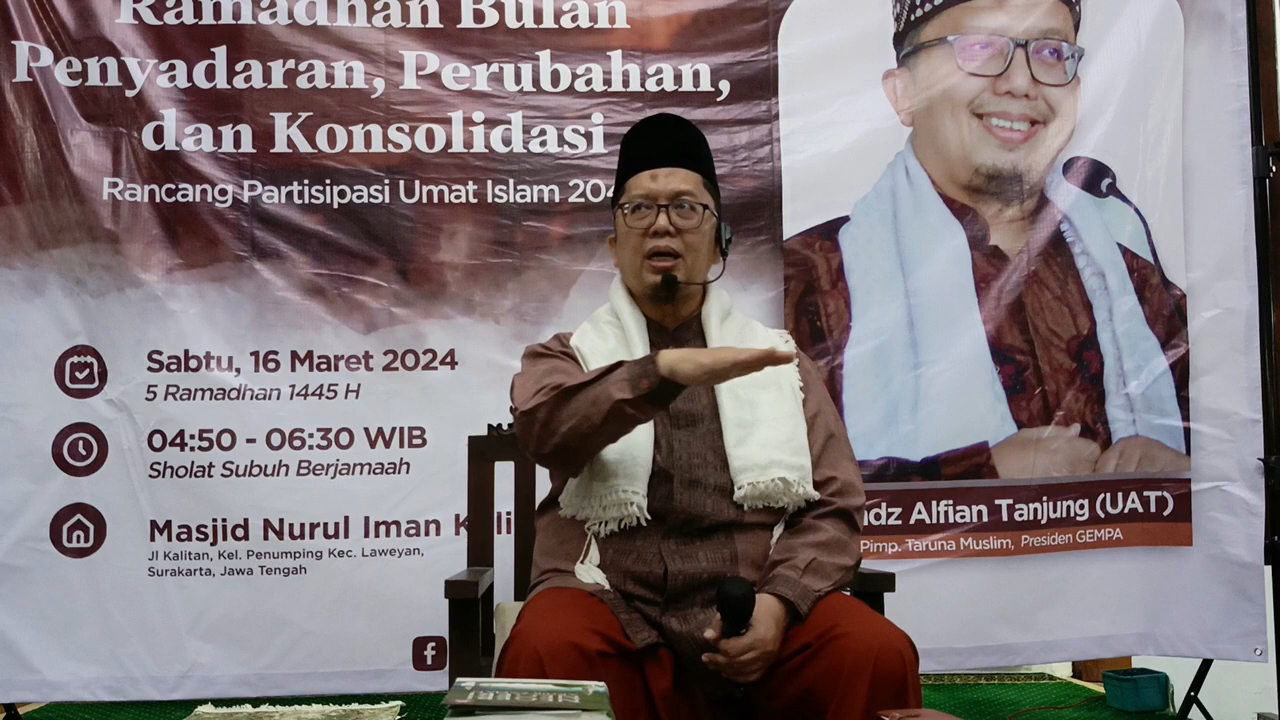 Ramadhan Bulan
Penyadaran, Perubahan,
dan Konsolidasi
Rancang Partisipasi Umat Islam
Sabtu, 16 Maret 2024
5 Ramadhan 1445 H
04:50 - 06:30 WIB
Sholat Subuh Berjamaah
Masjid Nurul Iman
Jl Kalitan, Kel. Penumping Kec. Laweyan,
Surakarta, Jawa Tengah
Alfian Tanjung (UAT)
Pimp. Taruna Muslim, Presiden GEMPA